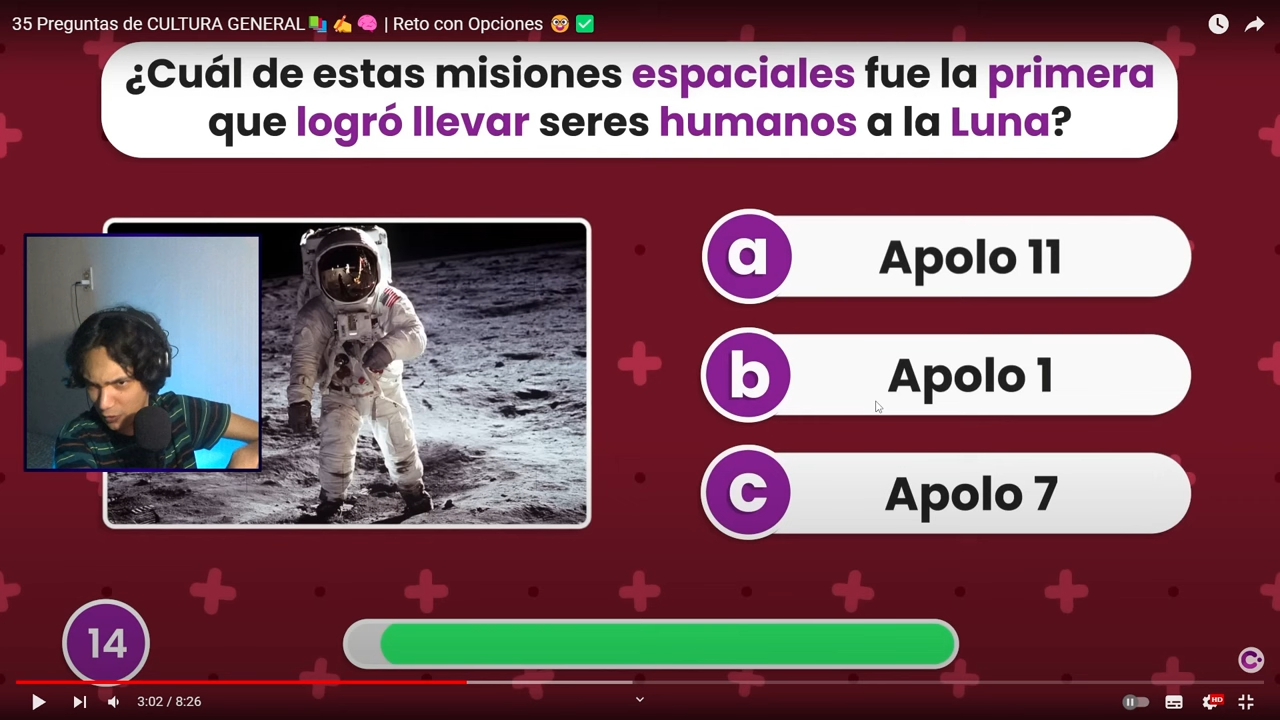 35 Preguntas de CULTURA GENERAL📚✍️🧠 | Reto con Opciones 🤓 ✅
¿Cuál de estas misiones espaciales fue la primera
que logró llevar seres humanos a la Luna?
a Apolo 11
b Apolo 1
c Apolo 7
14
3:02 / 8:26
HD